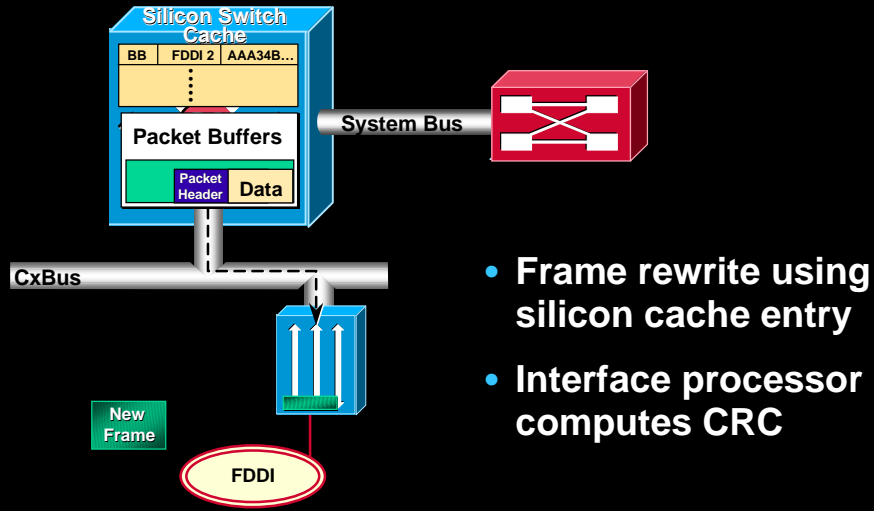 Silicon Switch
Cache
BB FDDI 2 AAA34B…
Packet Buffers
Packet
Header
Data
System Bus
CxBus
• Frame rewrite using
silicon cache entry
• Interface processor
computes CRC
New
Frame
FDDI